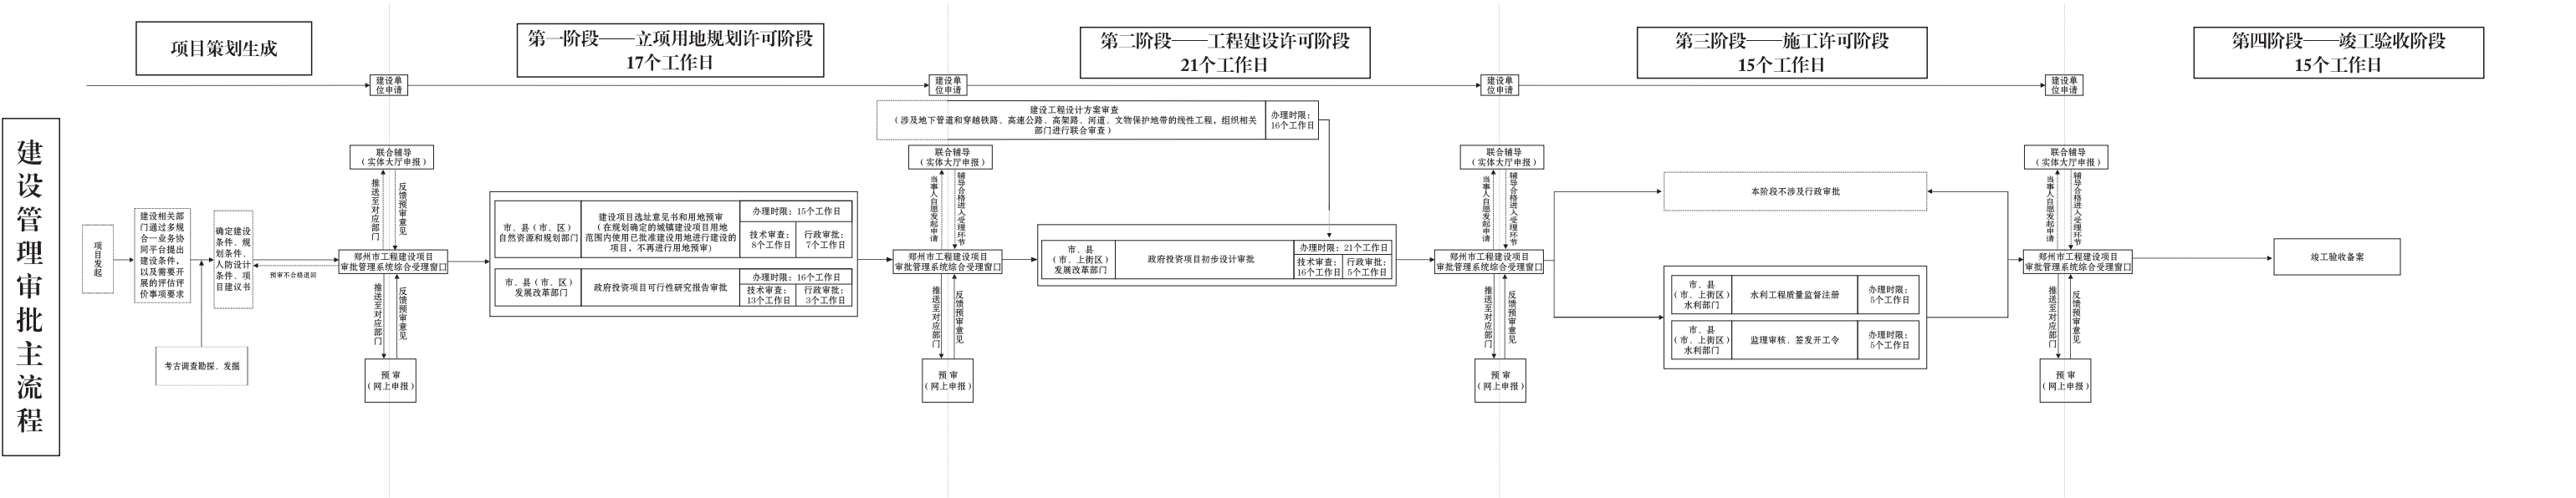 建设管理审批主流程
项目策划生成
第一阶段——立项用地规划许可阶段
17个工作日
第二阶段——工程建设许可阶段
21个工作日
第三阶段——施工许可阶段
15个工作日
第四阶段——竣工验收阶段
15个工作日
建设单
位申请
建设单
位申请
建设单
位申请
建设单
位申请
项目发起
建设相关部
门通过多规
合一业务协
同平台提出
建设条件，
以及需要开
展的评估评
价事项要求
确定建设
条件、规
划条件、
人防设计
条件、项
目建议书
考古调查勘探、发掘
预审不合格退回
联合辅导
（实体大厅申报）
推送至对应部门
反馈预审意见
郑州市工程建设项目
审批管理系统综合受理窗口
推送至对应部门
反馈预审意见
预 审
（网上申报）
市、县（市、区）
自然资源和规划部门
建设项目选址意见书和用地预审
（在规划确定的城镇建设项目用地
范围内使用已批准建设用地进行建设的
项目，不再进行用地预审）
办理时限：15个工作日
技术审查：
8个工作日
行政审批：
7个工作日
市、县（市、区）
发展改革部门
政府投资项目可行性研究报告审批
办理时限：16个工作日
技术审查：
13个工作日
行政审批：
3个工作日
建设工程设计方案审查
（涉及地下管道和穿越铁路、高速公路、高架路、河道、文物保护地带的线性工程，组织相关
部门进行联合审查）
办理时限：
16个工作日
联合辅导
（实体大厅申报）
当事人自愿发起申请
辅导合格进入受理环节
郑州市工程建设项目
审批管理系统综合受理窗口
推送至对应部门
反馈预审意见
预 审
（网上申报）
市、县
（市、上街区）
发展改革部门
政府投资项目初步设计审批
办理时限：21个工作日
技术审查：
16个工作日
行政审批：
5个工作日
联合辅导
（实体大厅申报）
当事人自愿发起申请
辅导合格进入受理环节
郑州市工程建设项目
审批管理系统综合受理窗口
推送至对应部门
反馈预审意见
预 审
（网上申报）
本阶段不涉及行政审批
市、县
（市、上街区）
水利部门
水利工程质量监督注册
办理时限：
5个工作日
市、县
（市、上街区）
水利部门
监理审核、签发开工令
办理时限：
5个工作日
联合辅导
（实体大厅申报）
当事人自愿发起申请
辅导合格进入受理环节
郑州市工程建设项目
审批管理系统综合受理窗口
推送至对应部门
反馈预审意见
预 审
（网上申报）
竣工验收备案